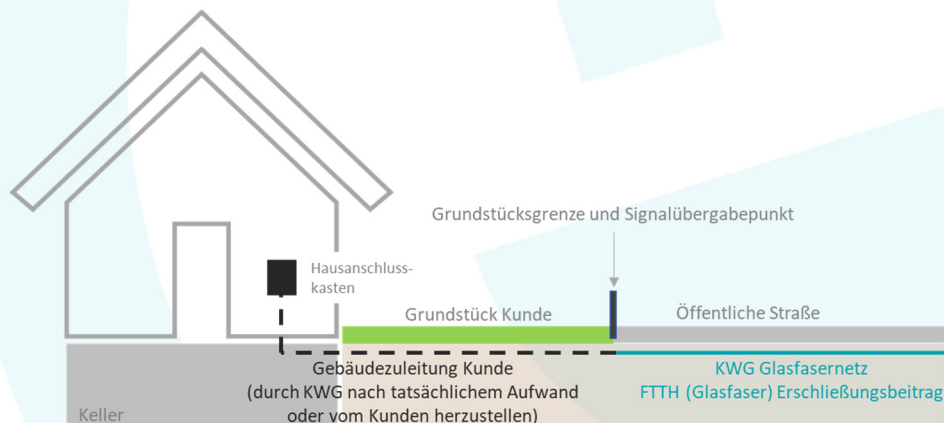 Grundstücksgrenze und Signalübergabepunkt
Hausanschluss-
kasten
Grundstück Kunde
Öffentliche Straße
Gebäudezuleitung Kunde
(durch KWG nach tatsächlichem Aufwand
oder vom Kunden herzustellen)
KWG Glasfasernetz
FTTH (Glasfaser) Erschließungsbeitrag
Keller